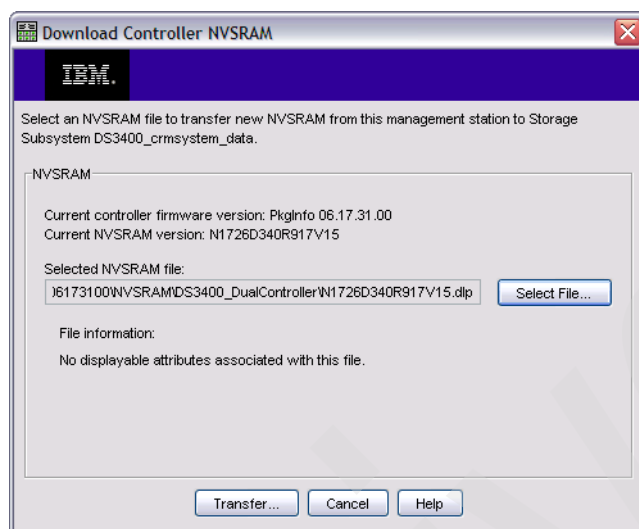 Download Controller NVSRAM
IBM.
Select an NVSRAM file to transfer new NVSRAM from this management station to Storage
Subsystem DS3400_crmsystem_data.
NVSRAM
Current controller firmware version: PkgInfo 06.17.31.00
Current NVSRAM version: N1726D340R917V15
Selected NVSRAM file:
)6173100\NVSRAM\DS3400_DualController\N1726D340R917V15.dlp
Select File...
File information:
No displayable attributes associated with this file.
Transfer...
Cancel
Help